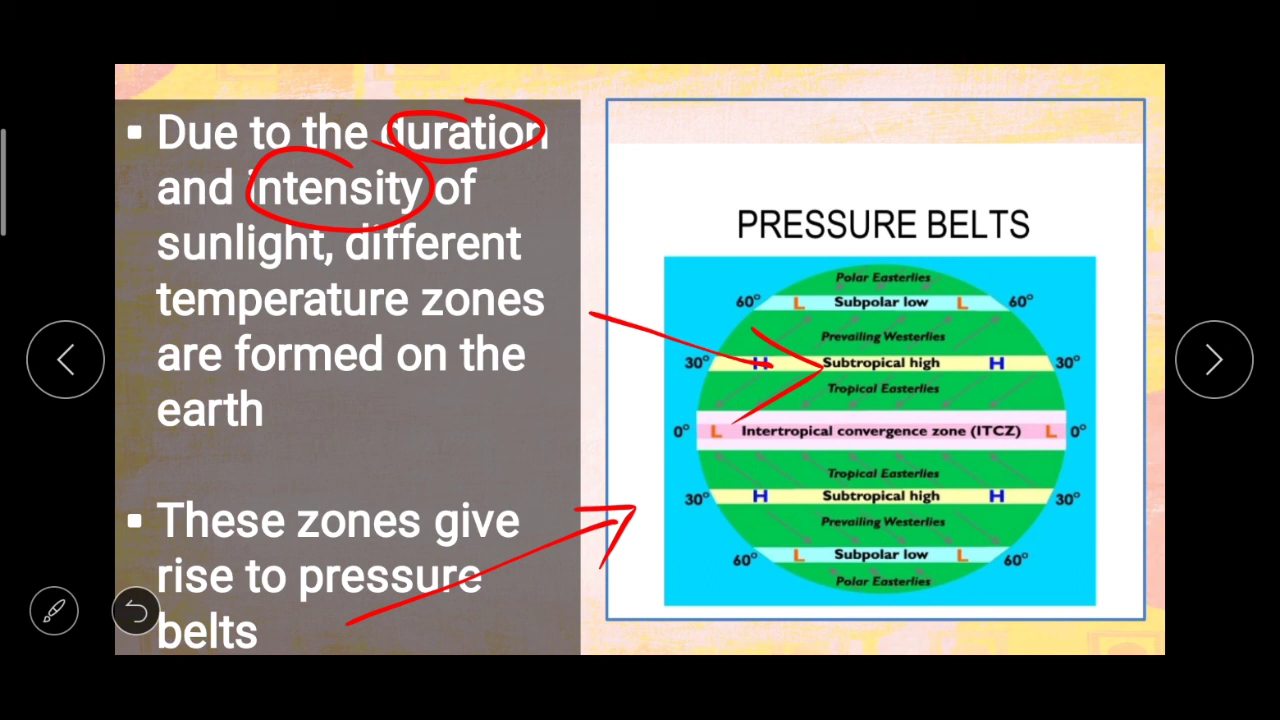 ▪ Due to the duration
and intensity of
sunlight, different
temperature zones
are formed on the
earth
▪ These zones give
rise to pressure
belts
PRESSURE BELTS
Polar Easterlies
60° L Subpolar low L 60°
Prevailing Westerlies
30° H Subtropical high H 30°
Tropical Easterlies
0° L Intertropical convergence zone (ITCZ) L 0°
Tropical Easterlies
30° H Subtropical high H 30°
Prevailing Westerlies
60° L Subpolar low L 60°
Polar Easterlies